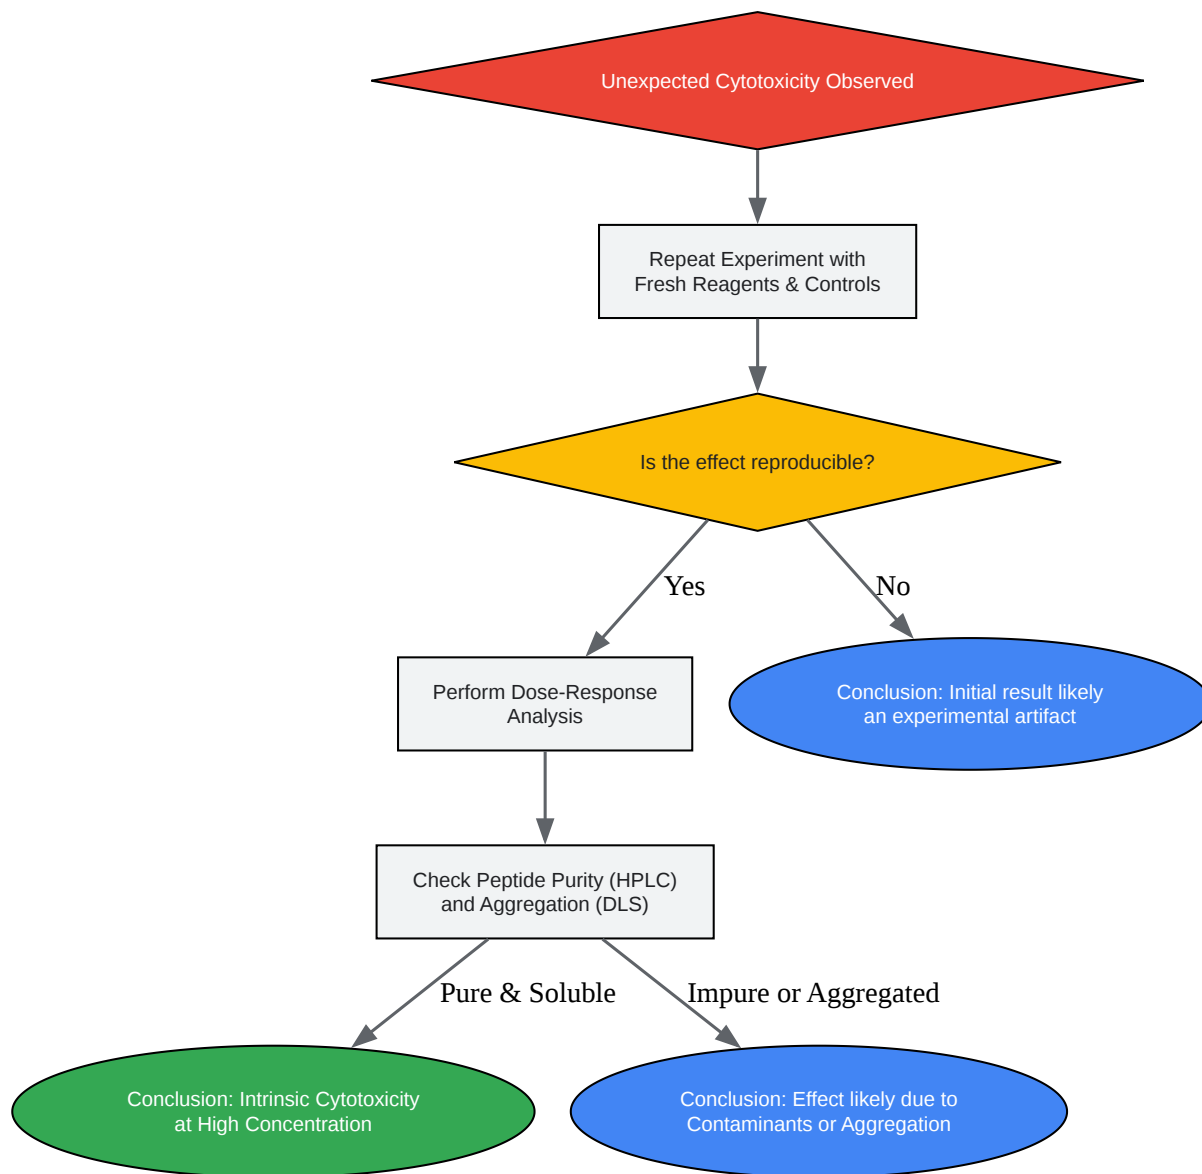 Unexpected Cytotoxicity Observed
Repeat Experiment with
Fresh Reagents & Controls
Is the effect reproducible?
Yes
No
Perform Dose-Response
Analysis
Conclusion: Initial result likely
an experimental artifact
Check Peptide Purity (HPLC)
and Aggregation (DLS)
Pure & Soluble
Impure or Aggregated
Conclusion: Intrinsic Cytotoxicity
at High Concentration
Conclusion: Effect likely due to
Contaminants or Aggregation